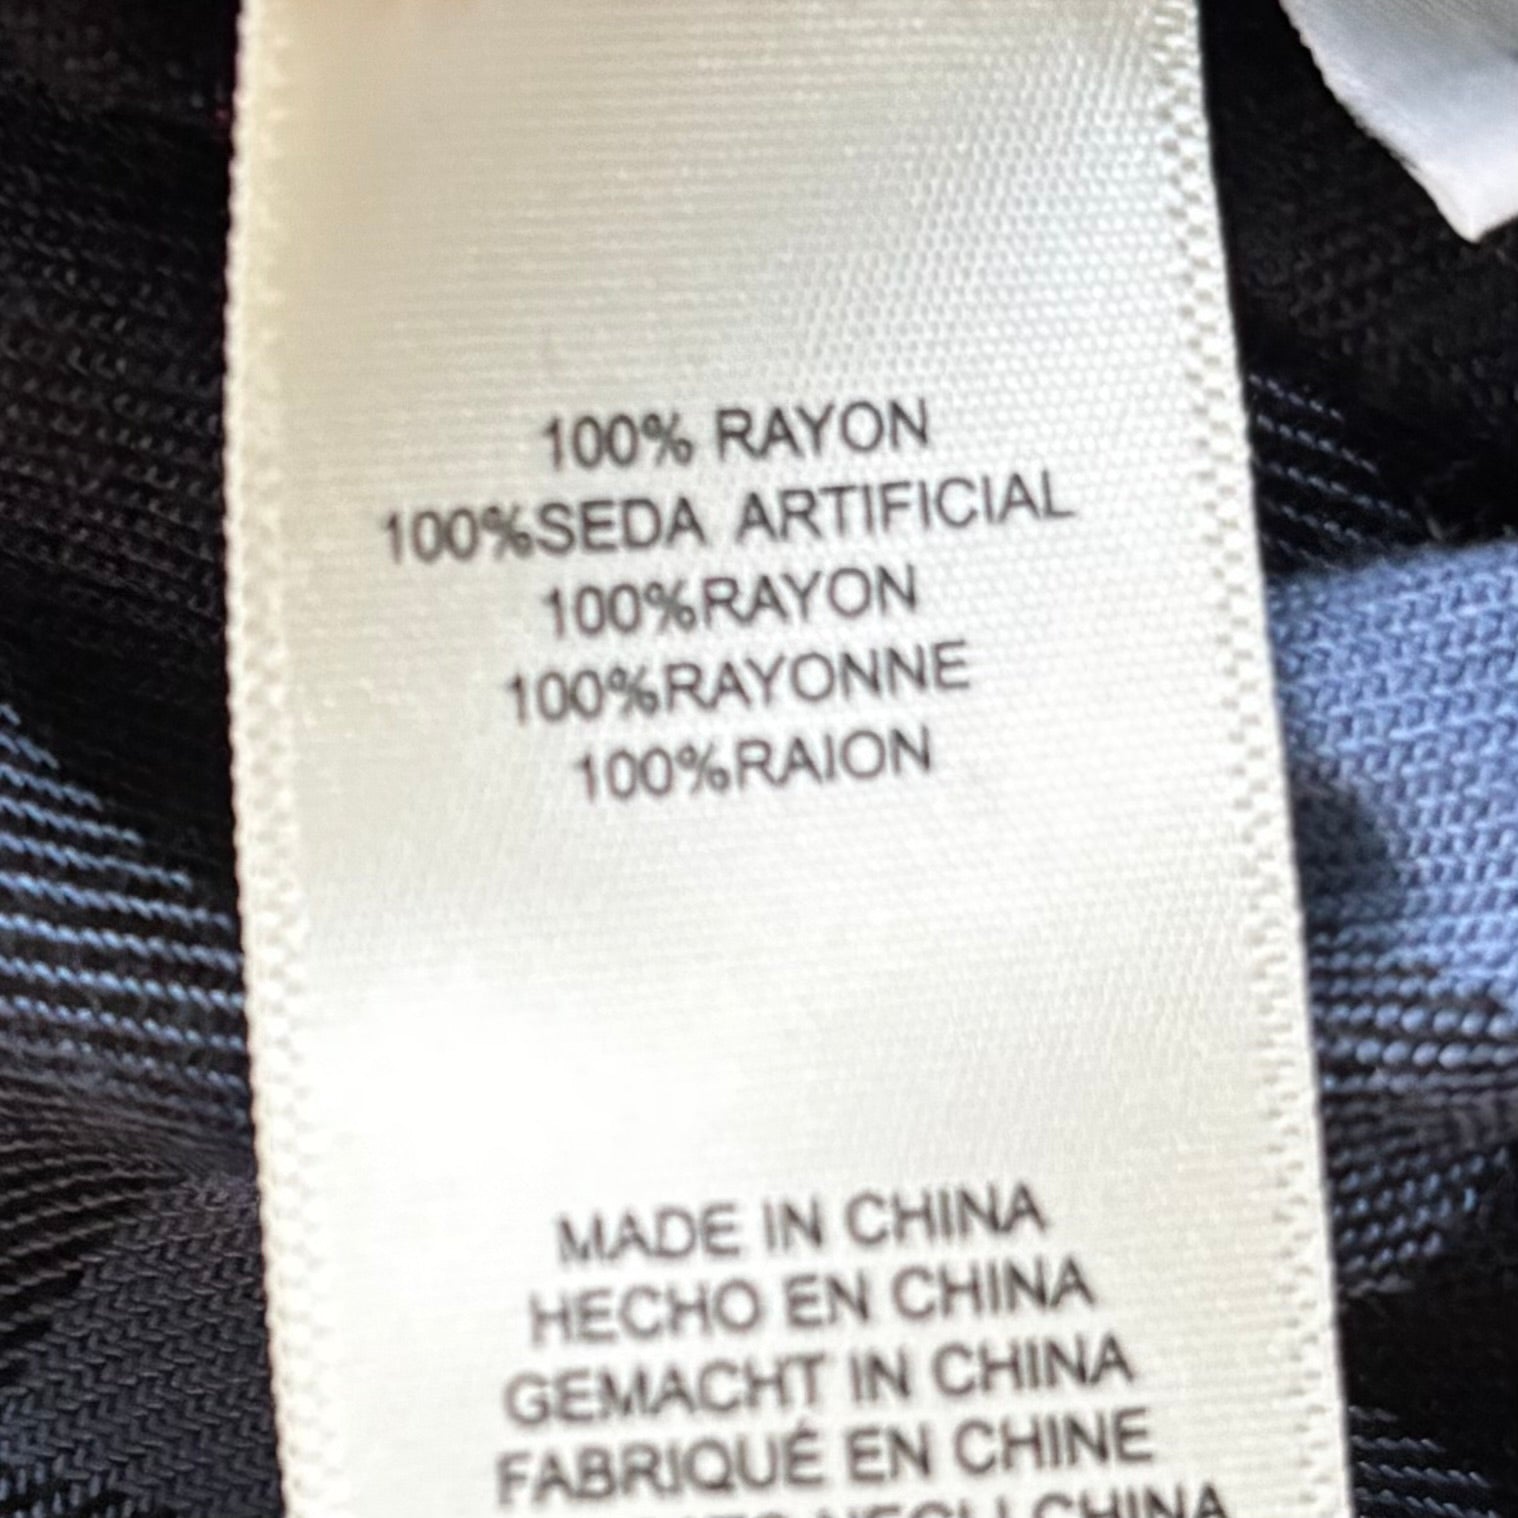 100% RAYON
100%SEDA ARTIFICIAL
100%RAYON
100%RAYONNE
100%RAION
MADE IN CHINA
HECHO EN CHINA
GEMACHT IN CHINA
FABRIQUÉ EN CHINE
CHINA